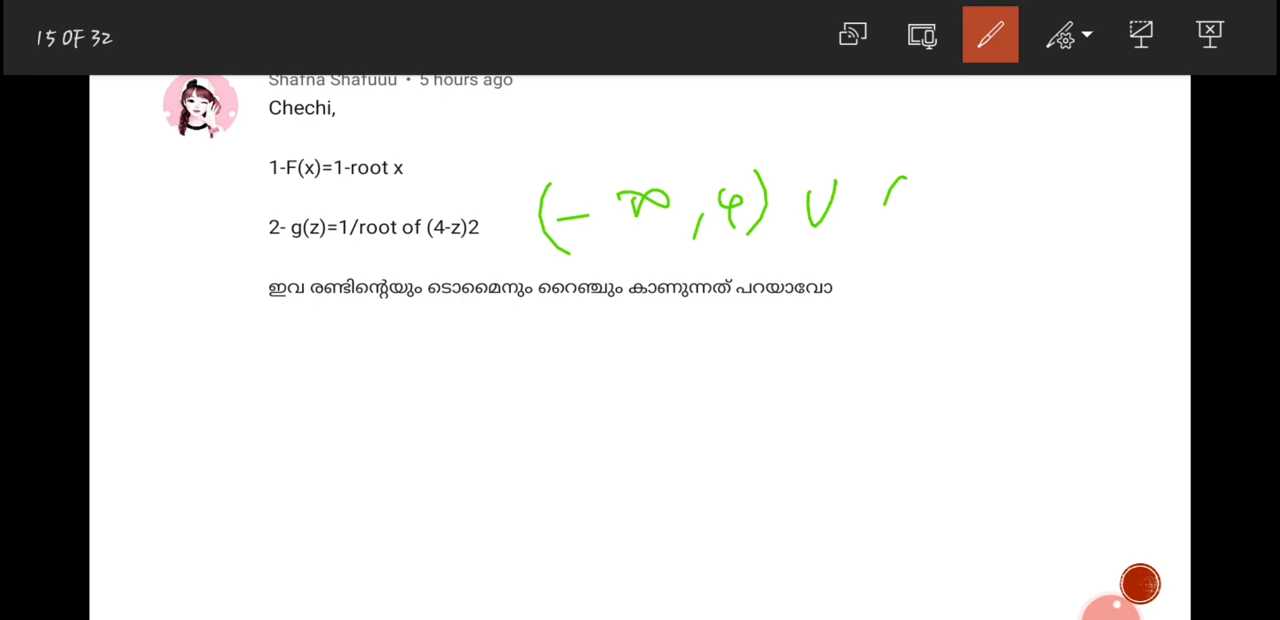 15 OF 32
Shafna Shafuuu • 5 hours ago
Chechi,
1-F(x)=1-root x
2- g(z)=1/root of (4-z)2
(-∞, 4) ∪ (
ഇവ രണ്ടിന്റെയും ടൊമൈനും റൈഞ്ചും കാണുന്നത് പറയാവോ